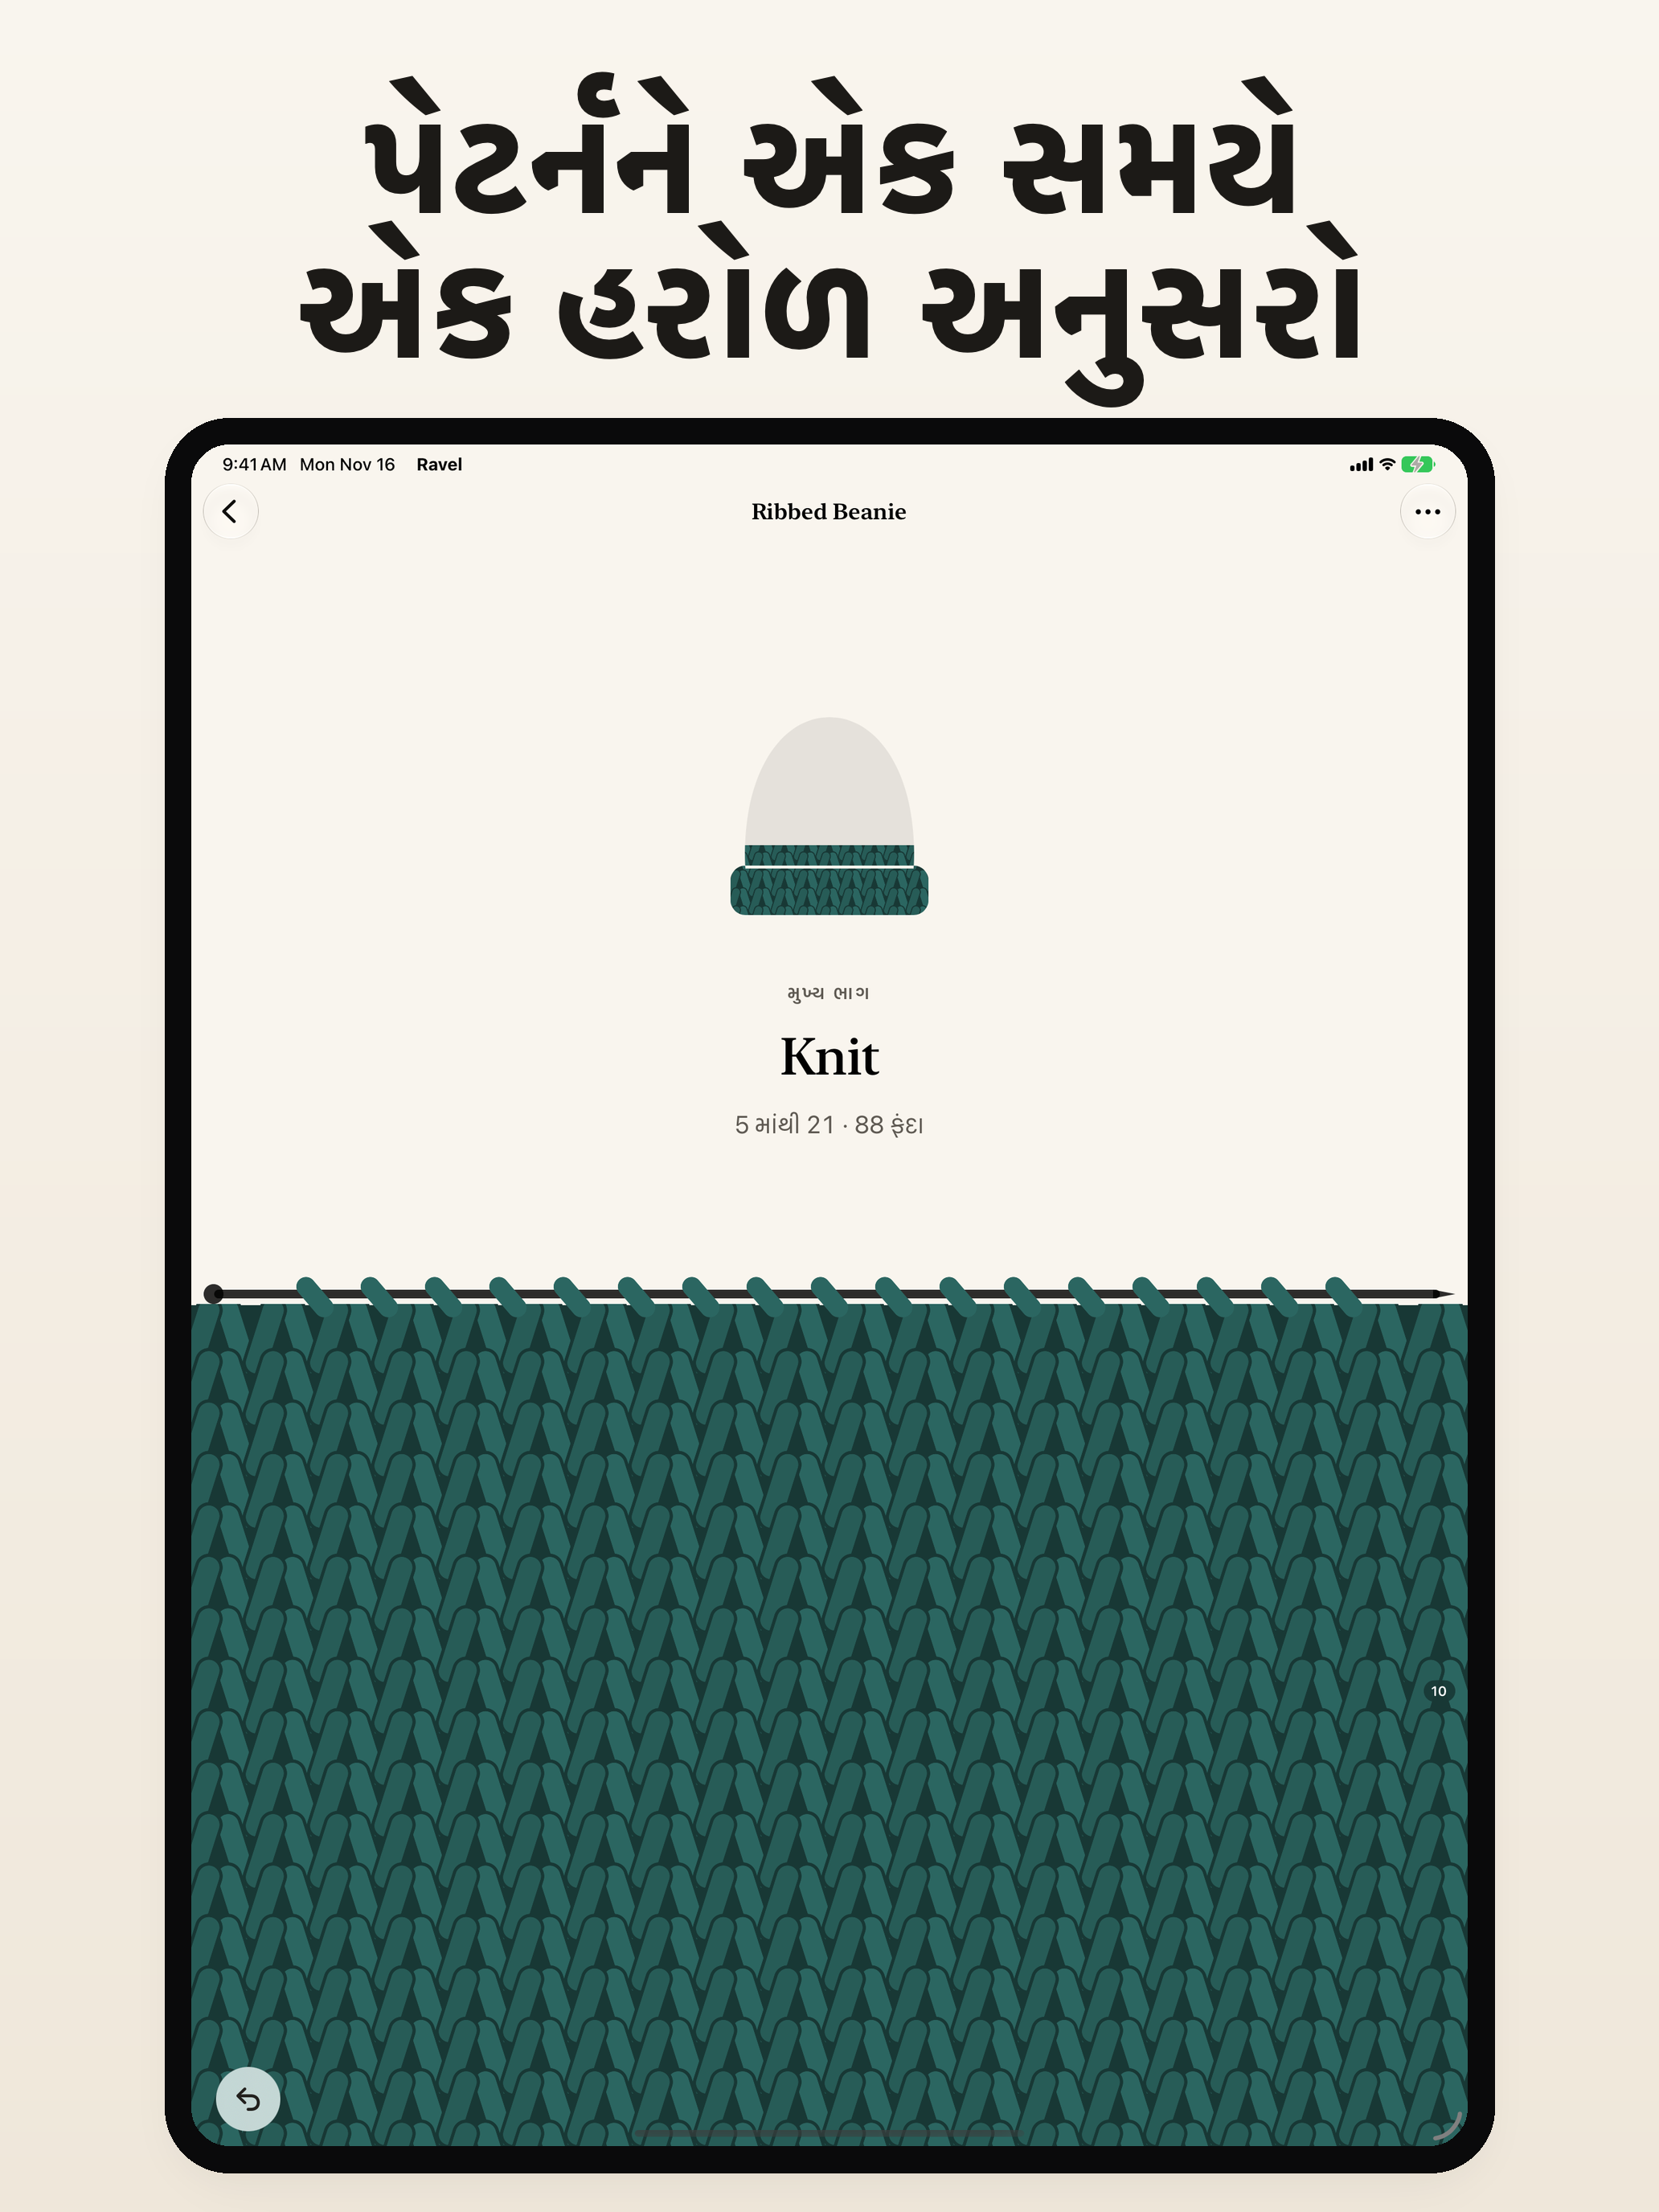 પેટર્નને એક સમયે
એક હરોળ અનુસરો
9:41 AM Mon Nov 16 Ravel
Ribbed Beanie
મુખ્ય ભાગ
Knit
5 માંથી 21 · 88 ફંદા
10